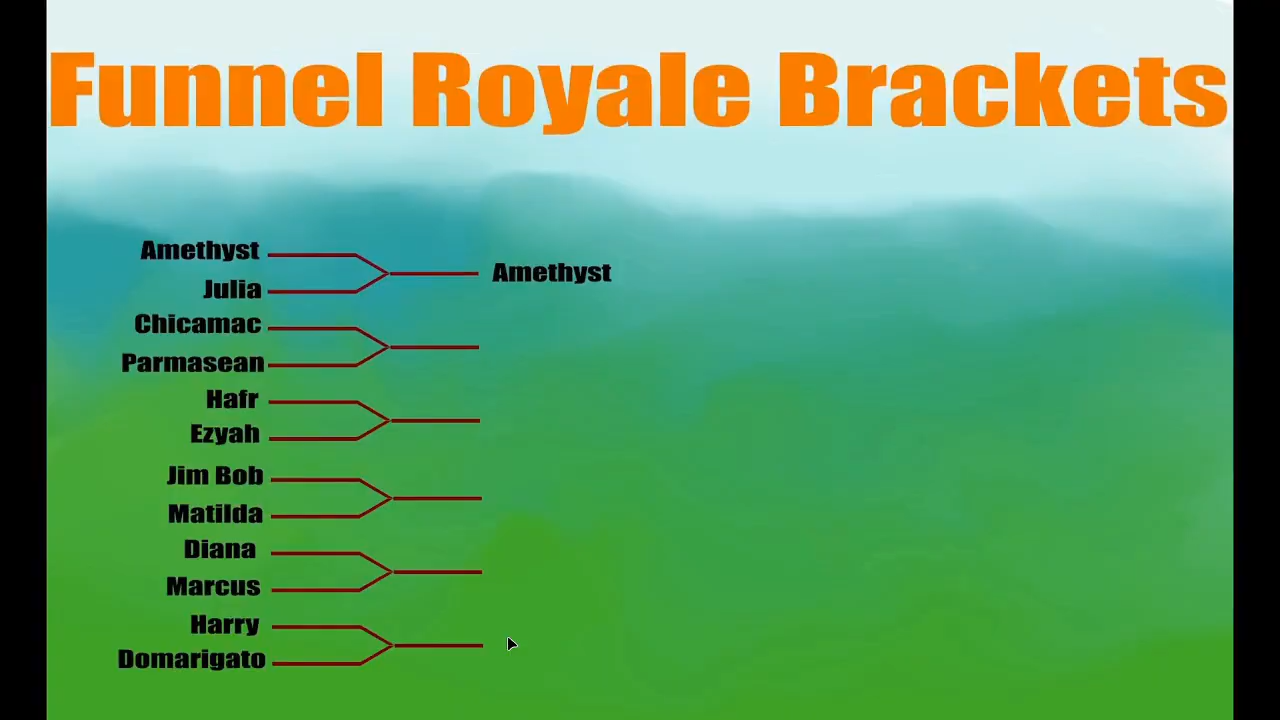 Funnel Royale Brackets
Amethyst
Amethyst
Julia
Chicamac
Parmasean
Hafr
Ezyah
Jim Bob
Matilda
Diana
Marcus
Harry
Domarigato